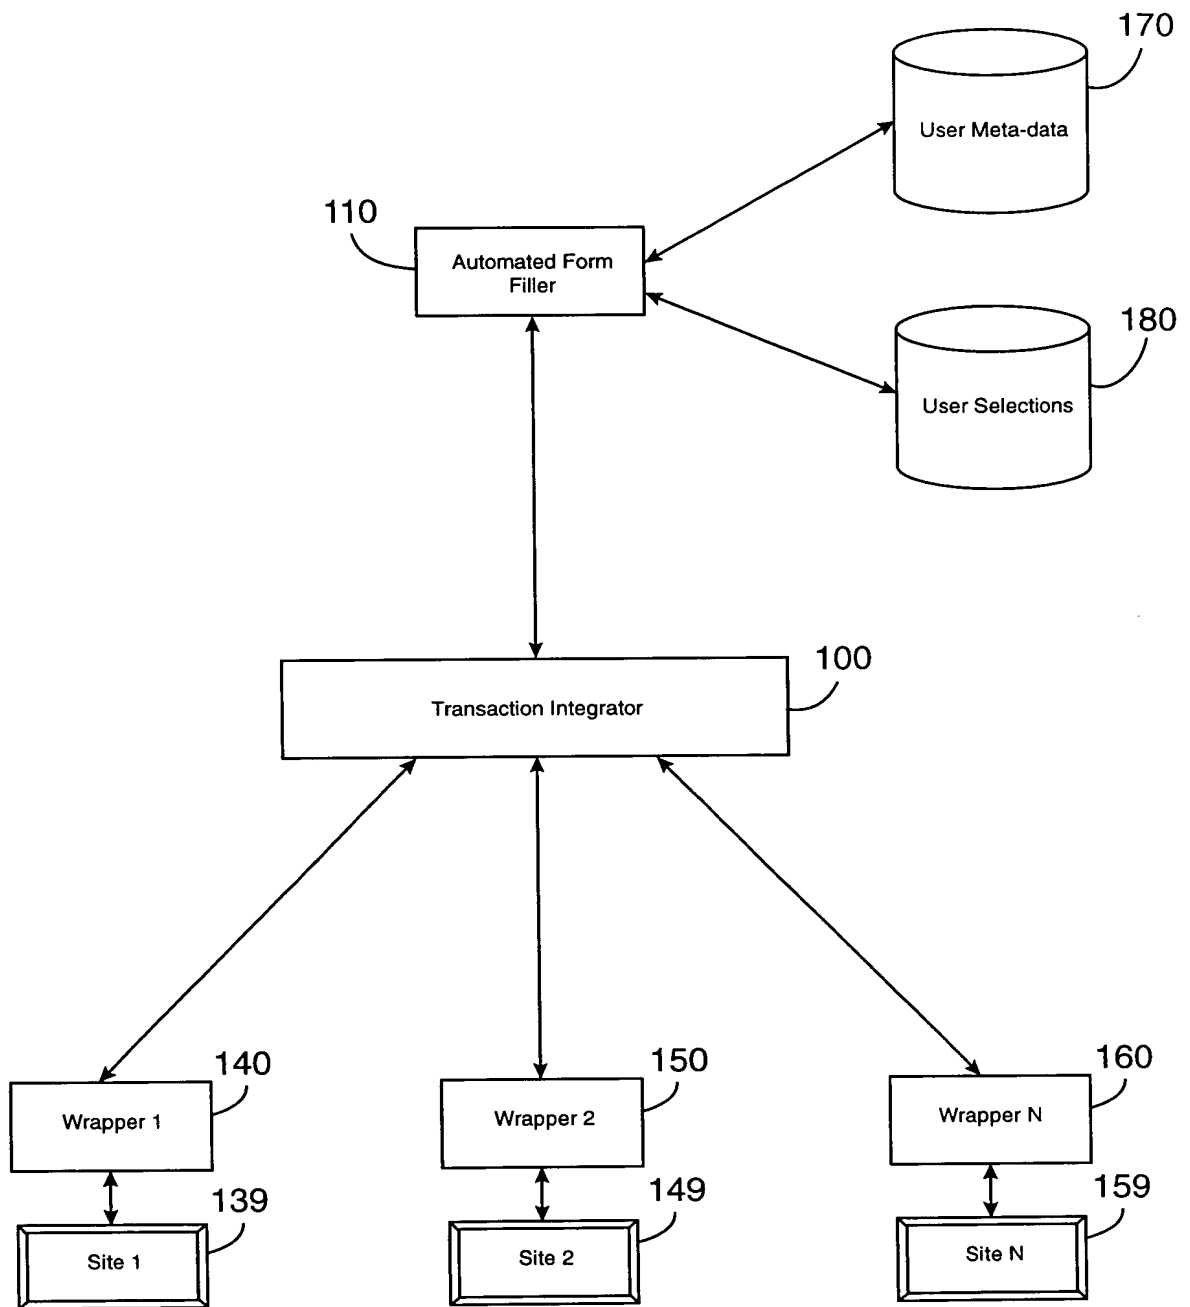 170
User Meta-data
110
Automated Form
Filler
180
User Selections
100
Transaction Integrator
140
Wrapper 1
150
Wrapper 2
160
Wrapper N
139
Site 1
149
Site 2
159
Site N